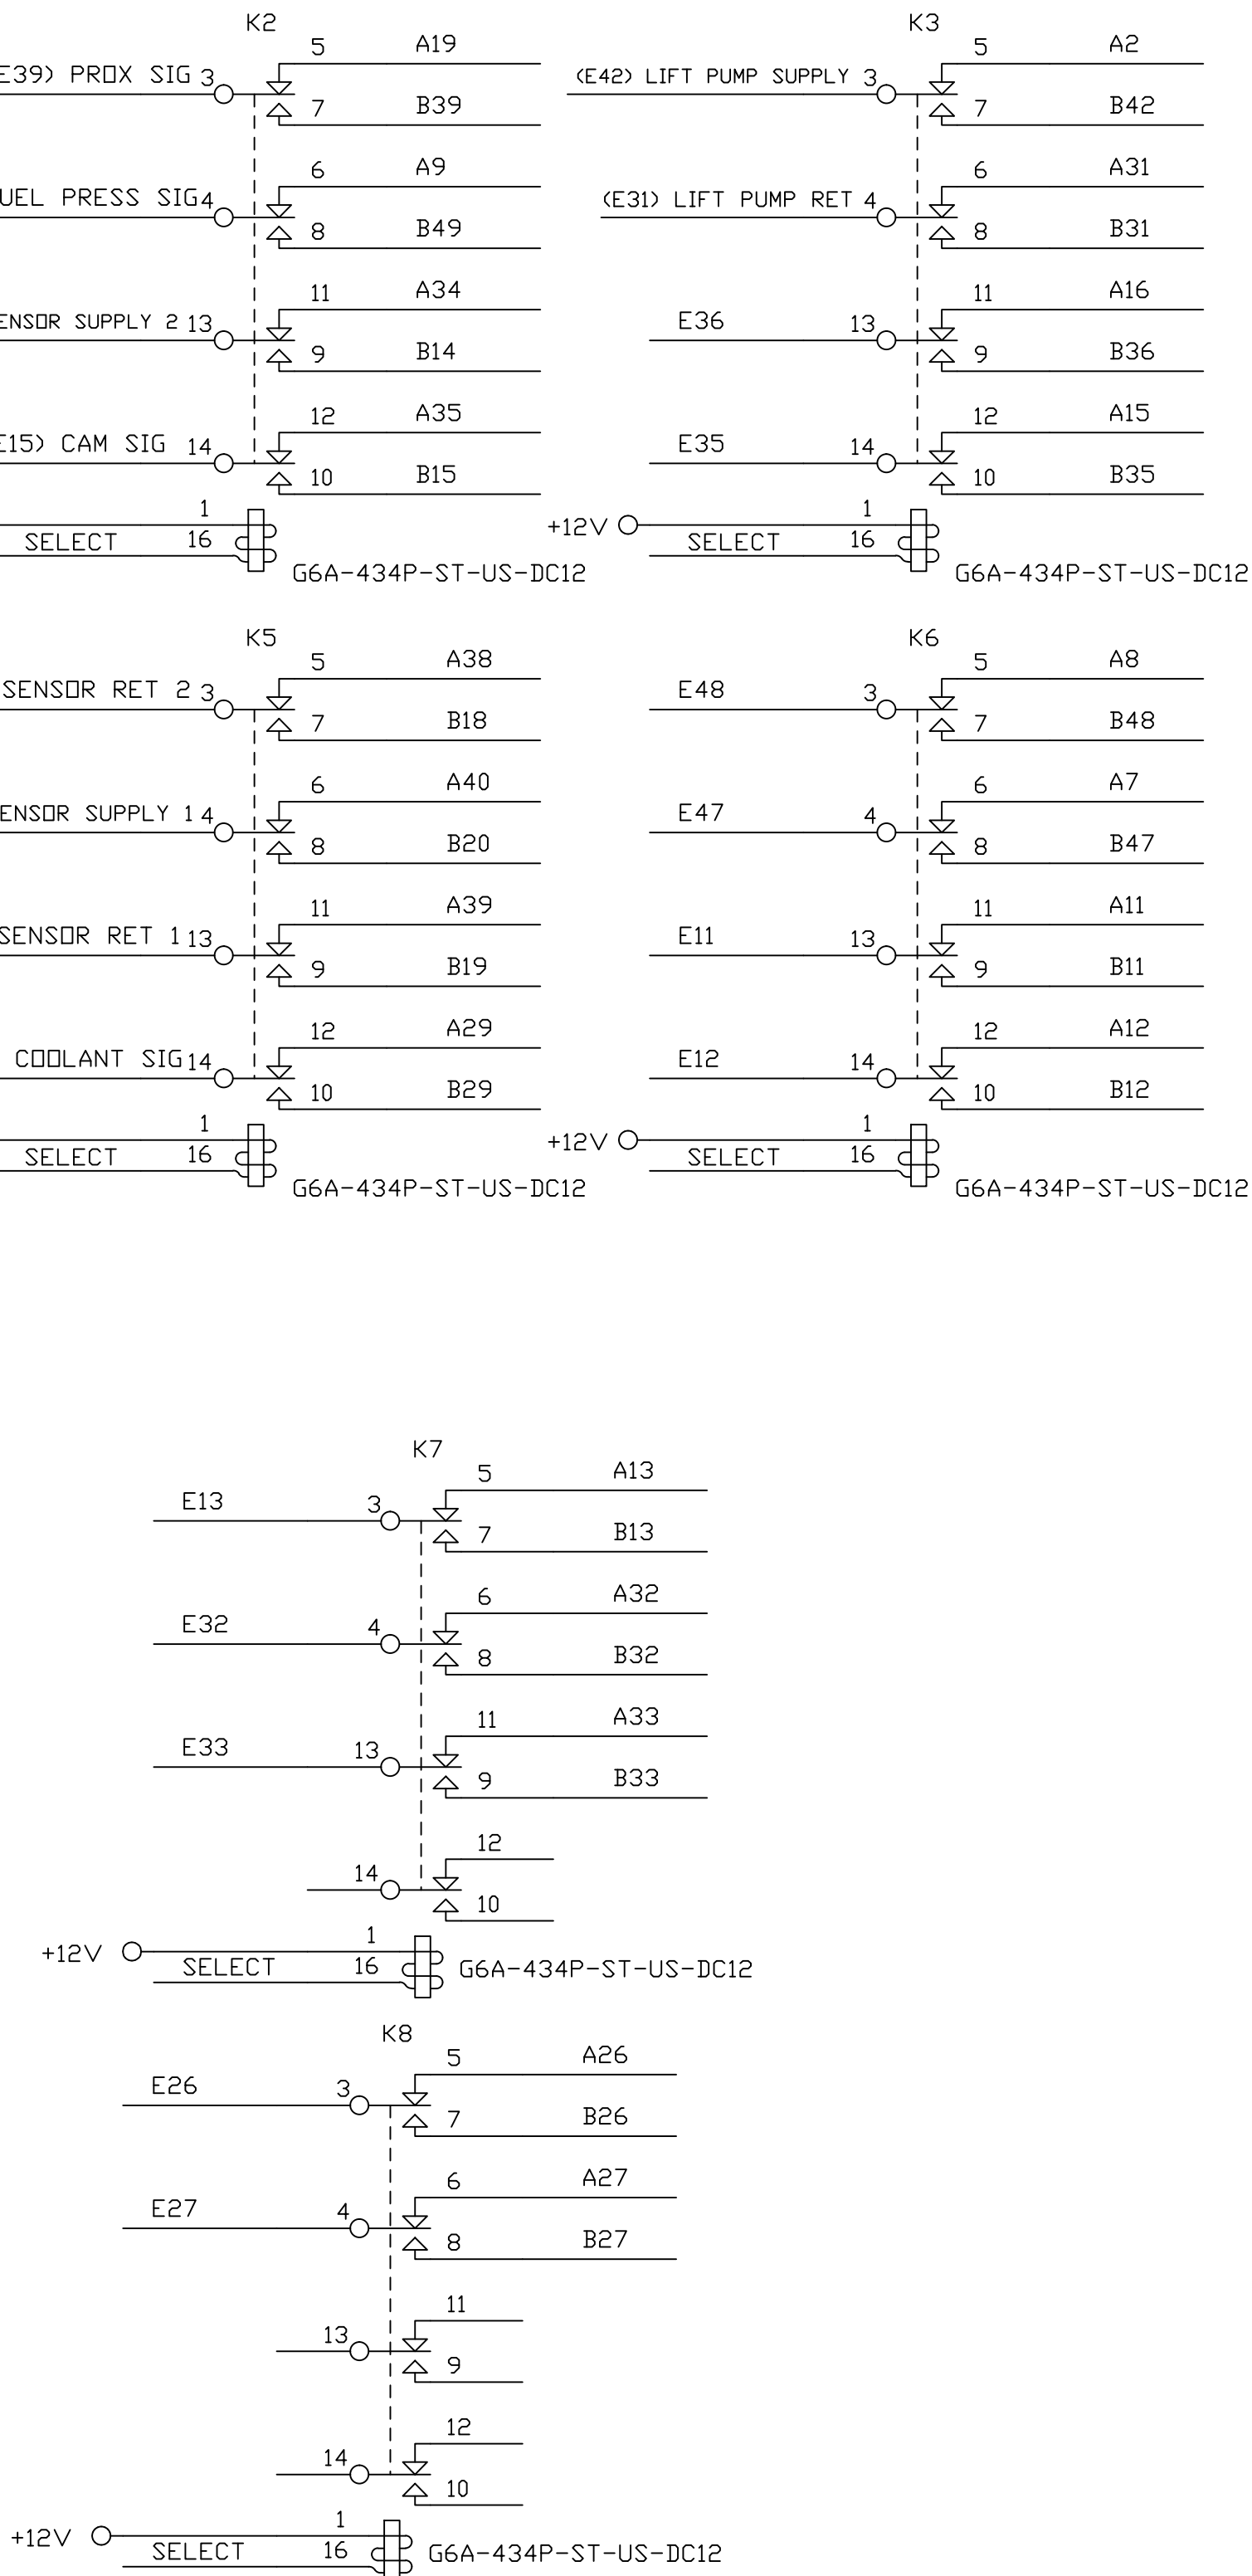 K2
5 A19
E39) PROX SIG 3
7 B39
6 A9
UEL PRESS SIG 4
8 B49
11 A34
ENSOR SUPPLY 2 13
9 B14
12 A35
E15) CAM SIG 14
10 B15
1
SELECT 16
G6A-434P-ST-US-DC12
K3
5 A2
(E42) LIFT PUMP SUPPLY 3
7 B42
6 A31
(E31) LIFT PUMP RET 4
8 B31
11 A16
E36 13
9 B36
12 A15
E35 14
10 B35
+12V 1
SELECT 16
G6A-434P-ST-US-DC12
K5
5 A38
SENSOR RET 2 3
7 B18
6 A40
ENSOR SUPPLY 1 4
8 B20
11 A39
SENSOR RET 1 13
9 B19
12 A29
COOLANT SIG 14
10 B29
1
SELECT 16
G6A-434P-ST-US-DC12
K6
5 A8
E48 3
7 B48
6 A7
E47 4
8 B47
11 A11
E11 13
9 B11
12 A12
E12 14
10 B12
+12V 1
SELECT 16
G6A-434P-ST-US-DC12
K7
5 A13
E13 3
7 B13
6 A32
E32 4
8 B32
11 A33
E33 13
9 B33
12
14
10
+12V 1
SELECT 16
G6A-434P-ST-US-DC12
K8
5 A26
E26 3
7 B26
6 A27
E27 4
8 B27
11
13
9
12
14
10
+12V 1
SELECT 16
G6A-434P-ST-US-DC12